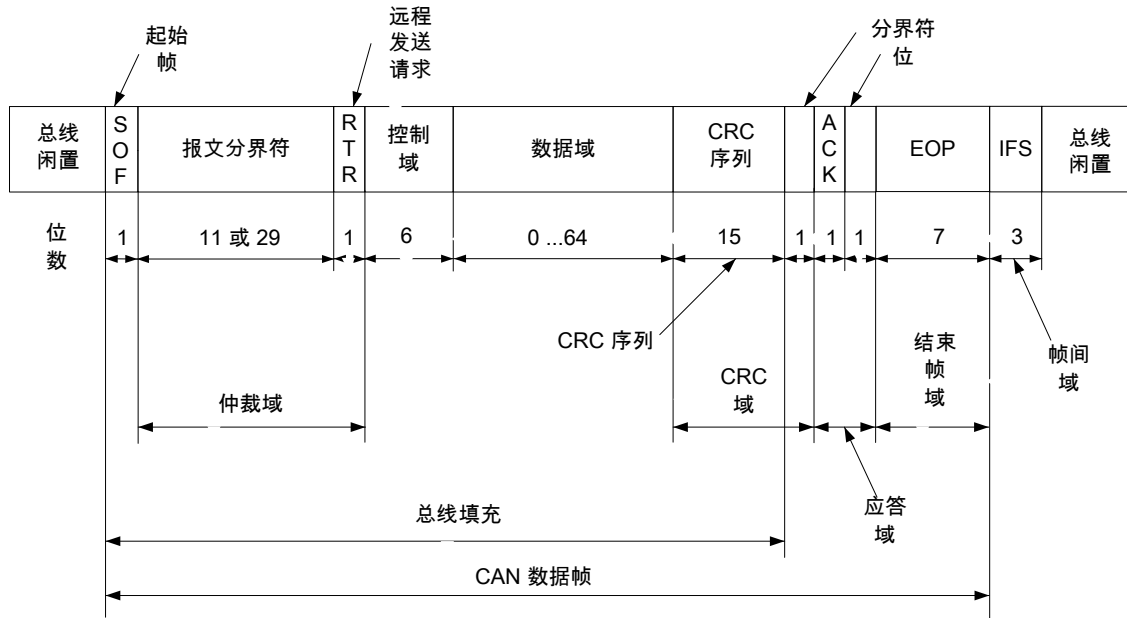 起始
帧
远程
发送
请求
分界符
位
总线
闲置
S
O
F
报文分界符
R
T
R
控制
域
数据域
CRC
序列
A
C
K
EOP
IFS
总线
闲置
位
数
1
11 或 29
1
6
0 ...64
15
1
1
1
7
3
CRC 序列
仲裁域
CRC
域
结束
帧
域
帧间
域
应答
域
总线填充
CAN 数据帧